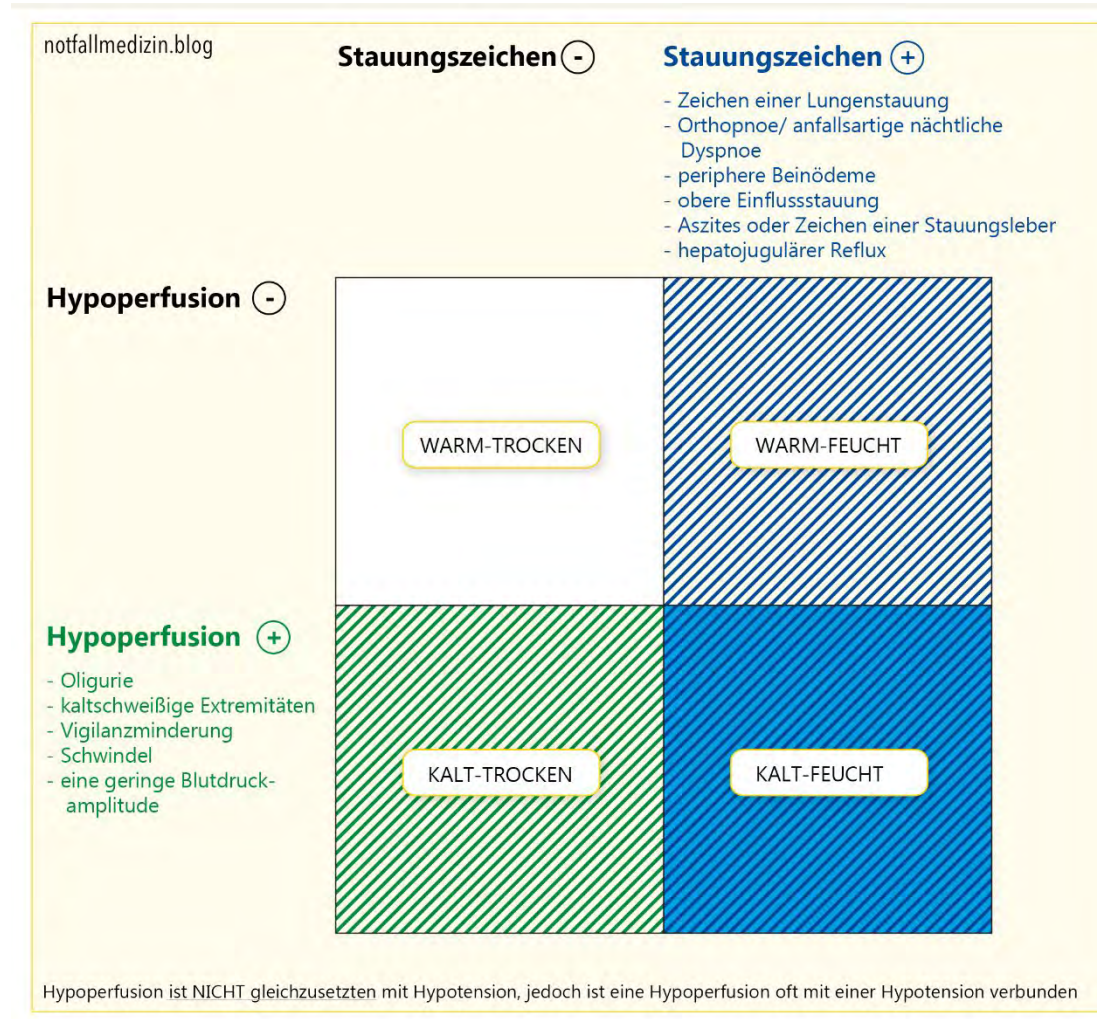 notfallmedizin.blog
Stauungszeichen (-)
Stauungszeichen (+)
- Zeichen einer Lungenstauung
- Orthopnoe/ anfallsartige nächtliche
Dyspnoe
- periphere Beinödeme
- obere Einflussstauung
- Aszites oder Zeichen einer Stauungsleber
- hepatojugulärer Reflux
Hypoperfusion (-)
WARM-TROCKEN
WARM-FEUCHT
Hypoperfusion (+)
- Oligurie
- kaltschweißige Extremitäten
- Vigilanzminderung
- Schwindel
- eine geringe Blutdruck-
amplitude
KALT-TROCKEN
KALT-FEUCHT
Hypoperfusion ist NICHT gleichzusetzten mit Hypotension, jedoch ist eine Hypoperfusion oft mit einer Hypotension verbunden